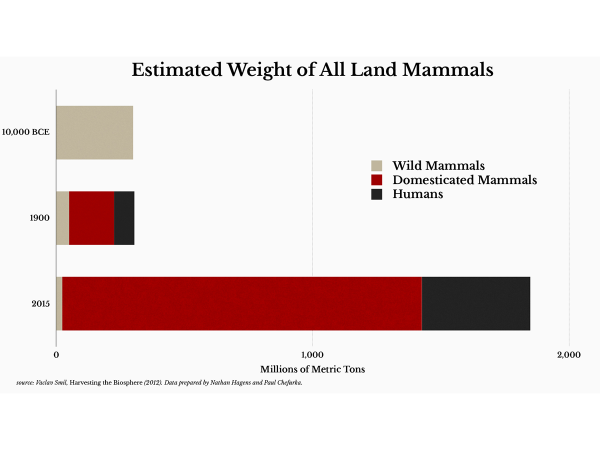 Estimated Weight of All Land Mammals
10,000 BCE
Wild Mammals
Domesticated Mammals
Humans
1900
2015
0
1,000
2,000
Millions of Metric Tons
source: Vaclav Smil, Harvesting the Biosphere (2012). Data prepared by Nathan Hagens and Paul Chefurka.